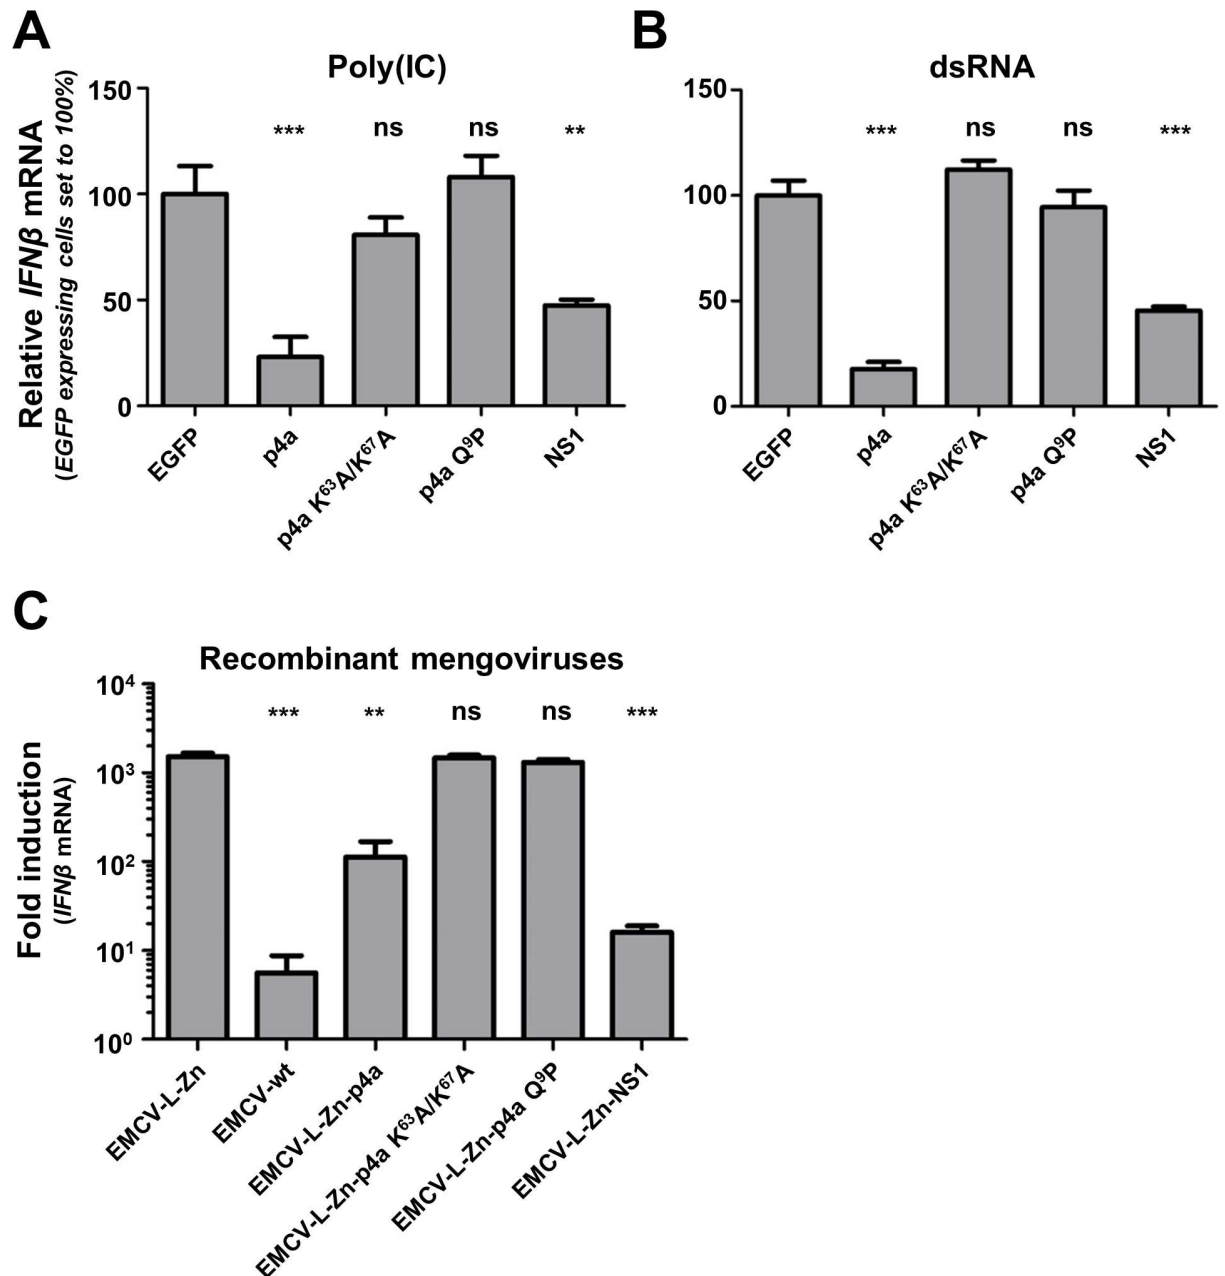 A
Poly(IC)
Relative IFNβ mRNA
(EGFP expressing cells set to 100%)
150
100
50
0
*** ns ns **
EGFP
p4a
p4a K⁶³A/K⁶⁷A
p4a Q⁹P
NS1
B
dsRNA
150
100
50
0
*** ns ns ***
EGFP
p4a
p4a K⁶³A/K⁶⁷A
p4a Q⁹P
NS1
C
Recombinant mengoviruses
Fold induction
(IFNβ mRNA)
10⁴
10³
10²
10¹
10⁰
*** ** ns ns ***
EMCV-L-Zn
EMCV-wt
EMCV-L-Zn-p4a
EMCV-L-Zn-p4a K⁶³A/K⁶⁷A
EMCV-L-Zn-p4a Q⁹P
EMCV-L-Zn-NS1